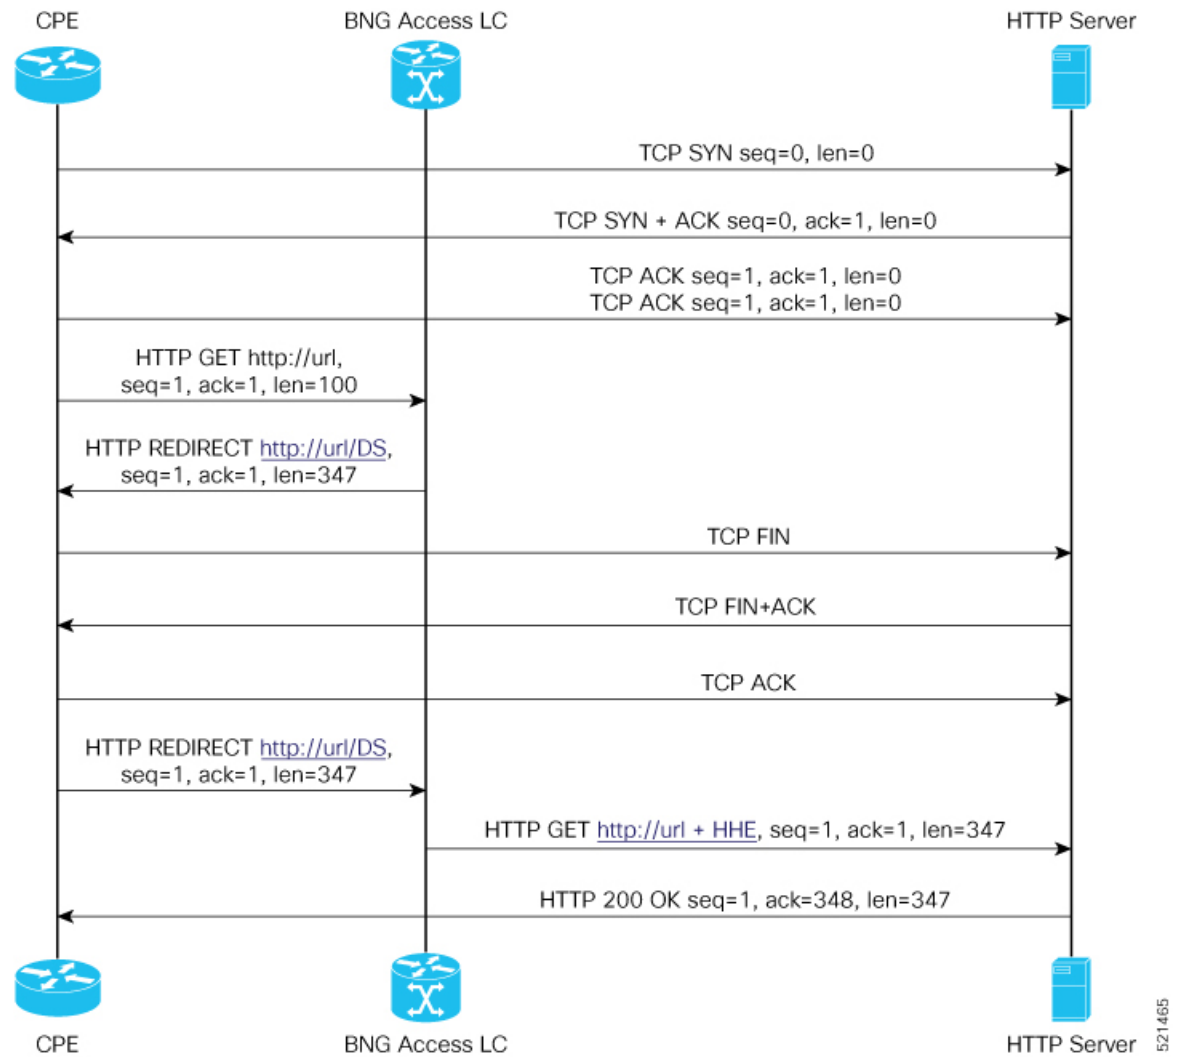 CPE
BNG Access LC
HTTP Server
TCP SYN seq=0, len=0
TCP SYN + ACK seq=0, ack=1, len=0
TCP ACK seq=1, ack=1, len=0
TCP ACK seq=1, ack=1, len=0
HTTP GET http://url,
seq=1, ack=1, len=100
HTTP REDIRECT http://url/DS,
seq=1, ack=1, len=347
TCP FIN
TCP FIN+ACK
TCP ACK
HTTP REDIRECT http://url/DS,
seq=1, ack=1, len=347
HTTP GET http://url + HHE, seq=1, ack=1, len=347
HTTP 200 OK seq=1, ack=348, len=347
CPE
BNG Access LC
HTTP Server
521465